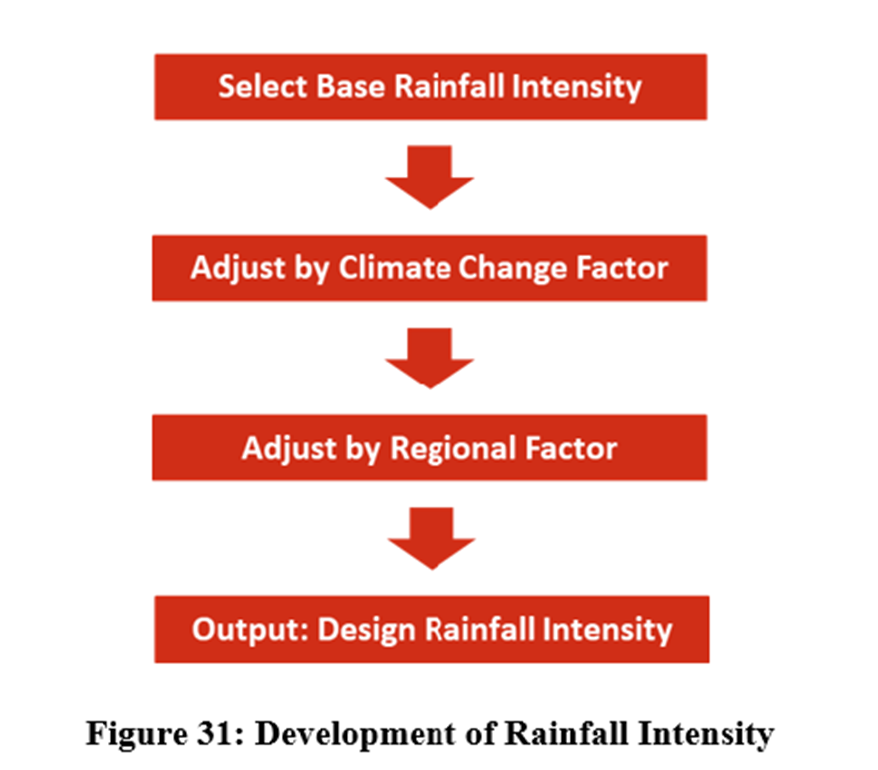 Select Base Rainfall Intensity
Adjust by Climate Change Factor
Adjust by Regional Factor
Output: Design Rainfall Intensity
Figure 31: Development of Rainfall Intensity